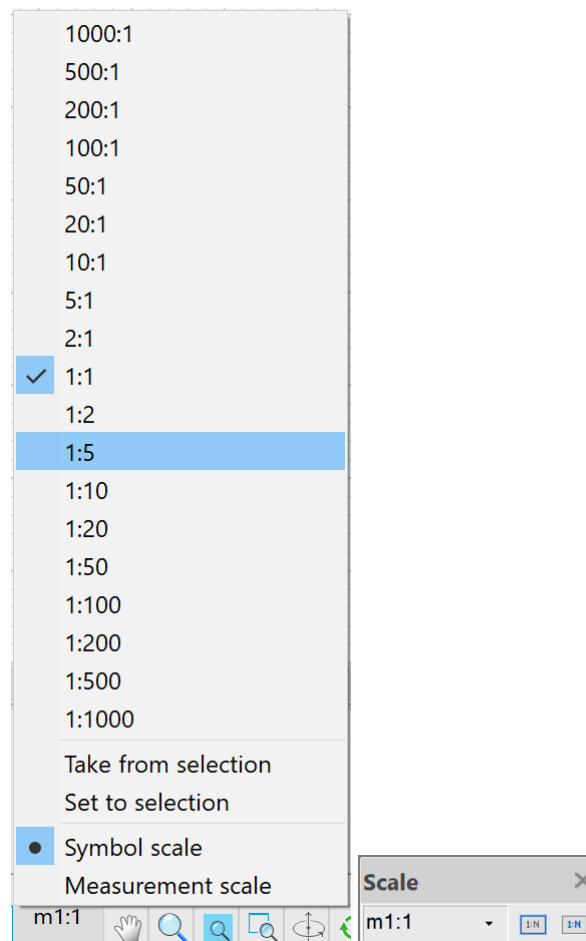 1000:1
500:1
200:1
100:1
50:1
20:1
10:1
5:1
2:1
1:1
1:2
1:5
1:10
1:20
1:50
1:100
1:200
1:500
1:1000
Take from selection
Set to selection
Symbol scale
Measurement scale
m1:1
Scale
m1:1
1:N
1:N